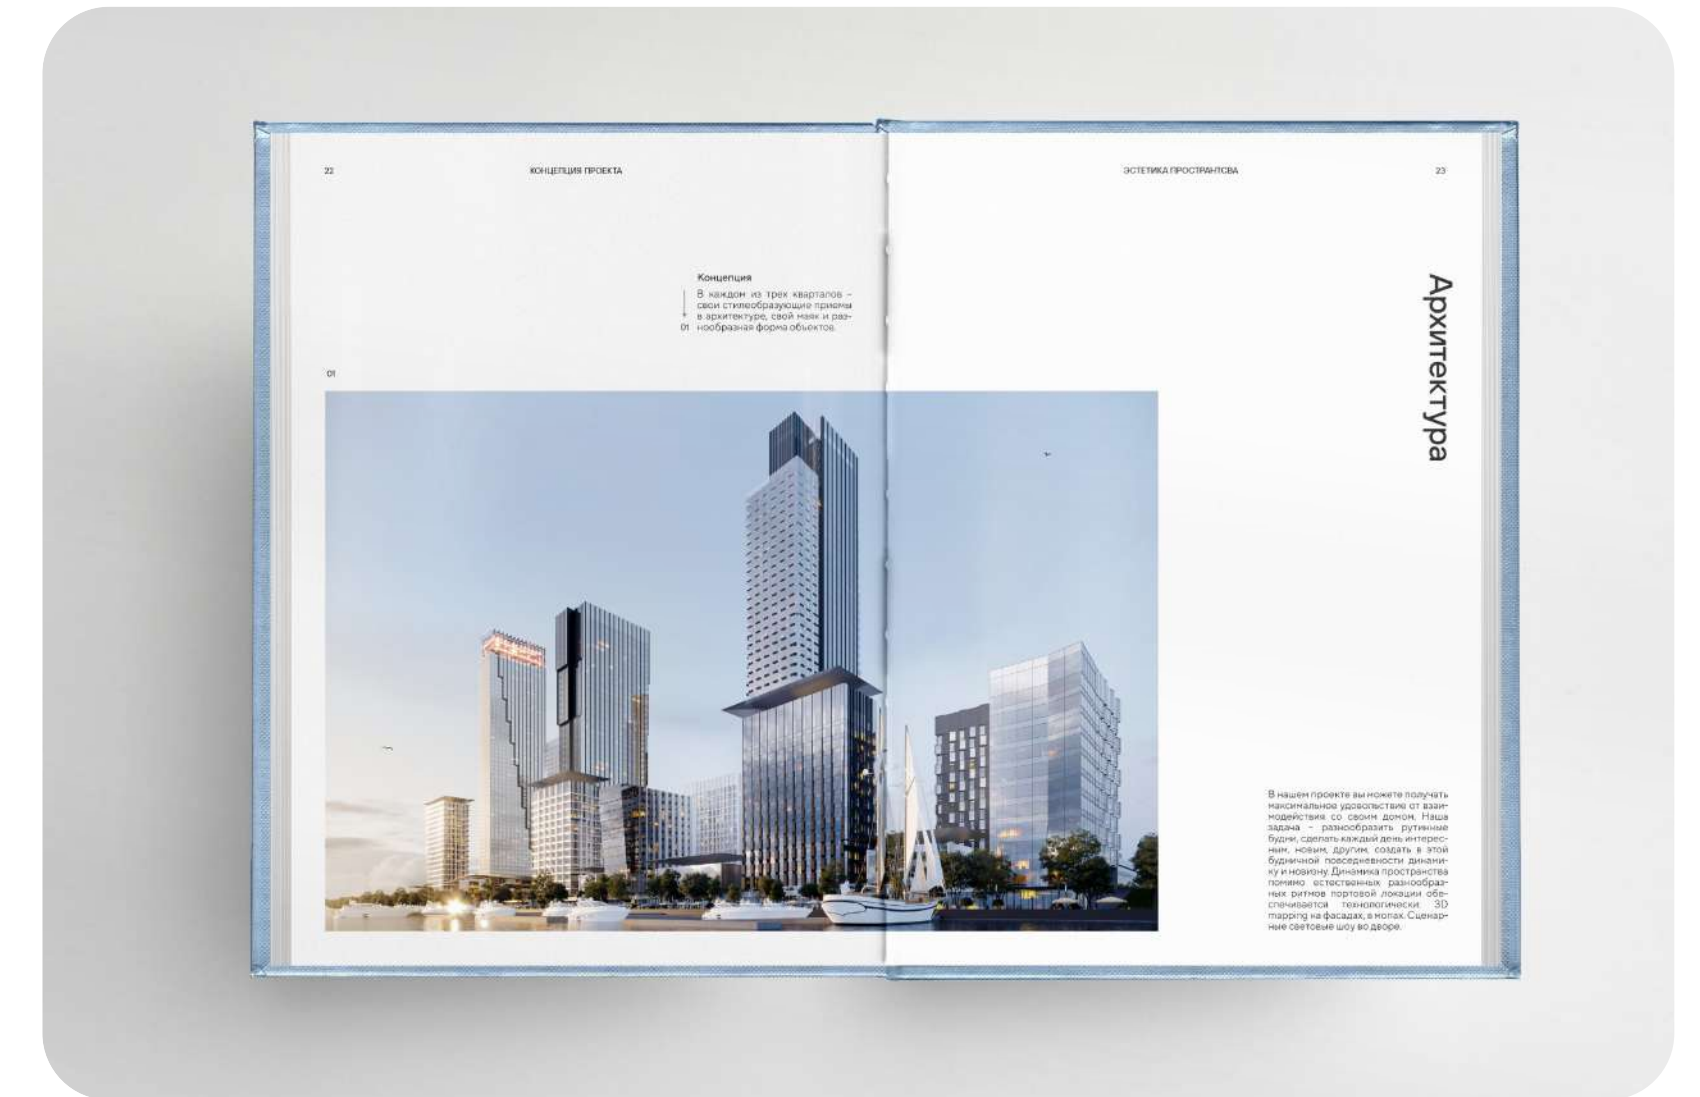 22
КОНЦЕПЦИЯ ПРОЕКТА
Концепция
В каждом из трех кварталов –
свои стилеобразующие приемы
в архитектуре, свой маяк и раз-
01 нообразная форма объектов.
01
ЭСТЕТИКА ПРОСТРАНТСВА
23
Архитектура
В нашем проекте вы можете получать
максимальное удовольствие от взаи-
модействия со своим домом. Наша
задача – разнообразить рутинные
будни, сделать каждый день интерес-
ным, новым, другим, создать в этой
будничной повседневности динами-
ку и новизну. Динамика пространства
помимо естественных разнообраз-
ных ритмов портовой локации обе-
спечивается технологически: 3D
mapping на фасадах, в мопах. Сценар-
ные световые шоу во дворе.